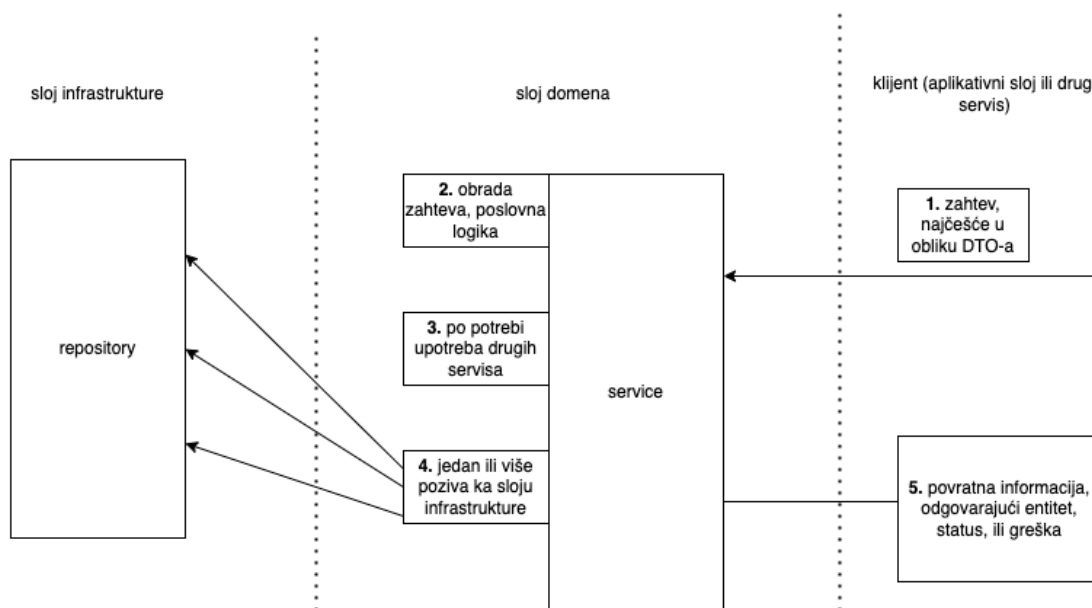 sloj infrastrukture
sloj domena
klijent (aplikativni sloj ili drug
servis)
repository
2. obrada
zahteva, poslovna
logika
3. po potrebi
upotreba drugih
servisa
4. jedan ili više
poziva ka sloju
infrastrukture
service
1. zahtev,
najčešće u
obliku DTO-a
5. povratna informacija,
odgovarajući entitet,
status, ili greška